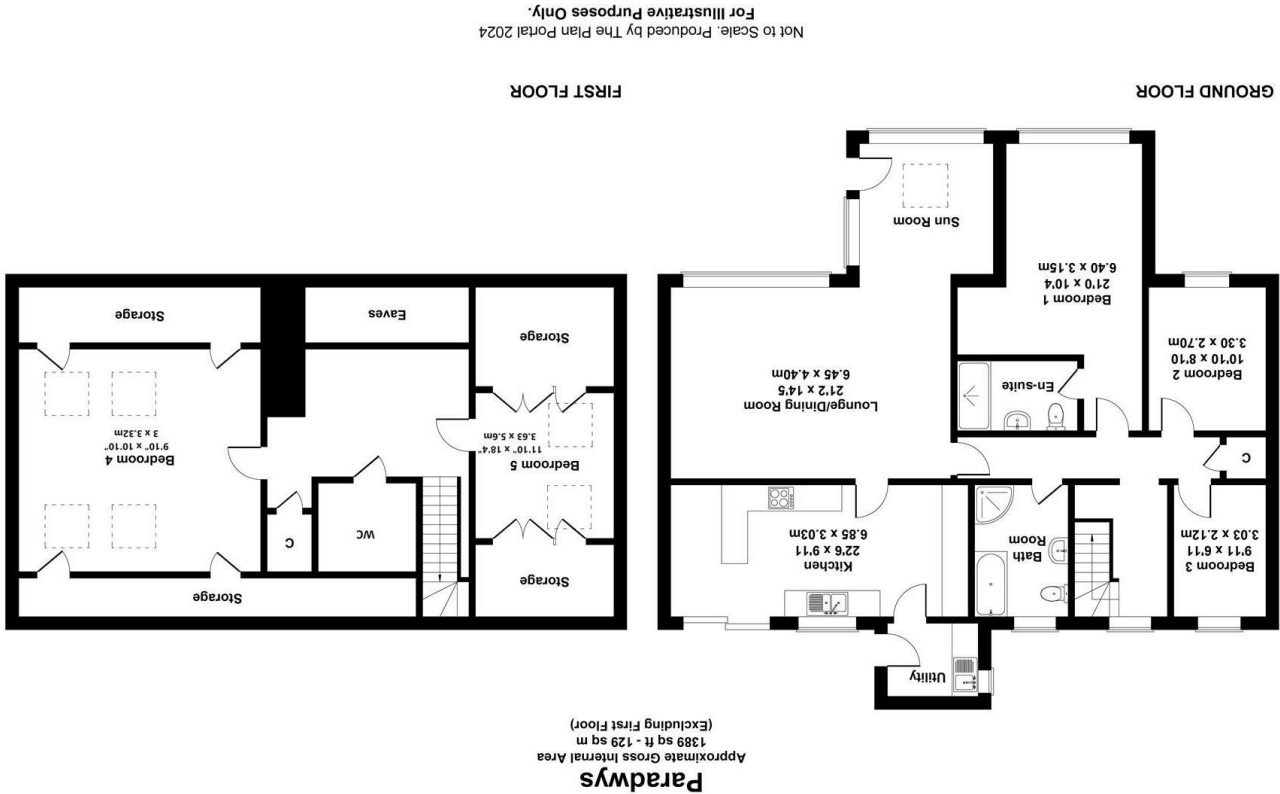 Paradwys
Approximate Gross Internal Area
1389 sq ft - 129 sq m
(Excluding First Floor)
Utility
Kitchen
22'6 x 9'11
6.85 x 3.03m
Bath
Room
Bedroom 3
9'11 x 6'11
3.03 x 2.12m
C
Lounge/Dining Room
21'2 x 14'5
6.45 x 4.40m
En-suite
Bedroom 2
10'10 x 8'10
3.30 x 2.70m
Bedroom 1
21'0 x 10'4
6.40 x 3.15m
Sun Room
GROUND FLOOR
Storage
Storage
WC
C
Bedroom 5
11'10" x 18'4"
3.63 x 5.6m
Bedroom 4
9'10" x 10'10"
3 x 3.32m
Storage
Eaves
Storage
FIRST FLOOR
Not to Scale. Produced by The Plan Portal 2024
For Illustrative Purposes Only.